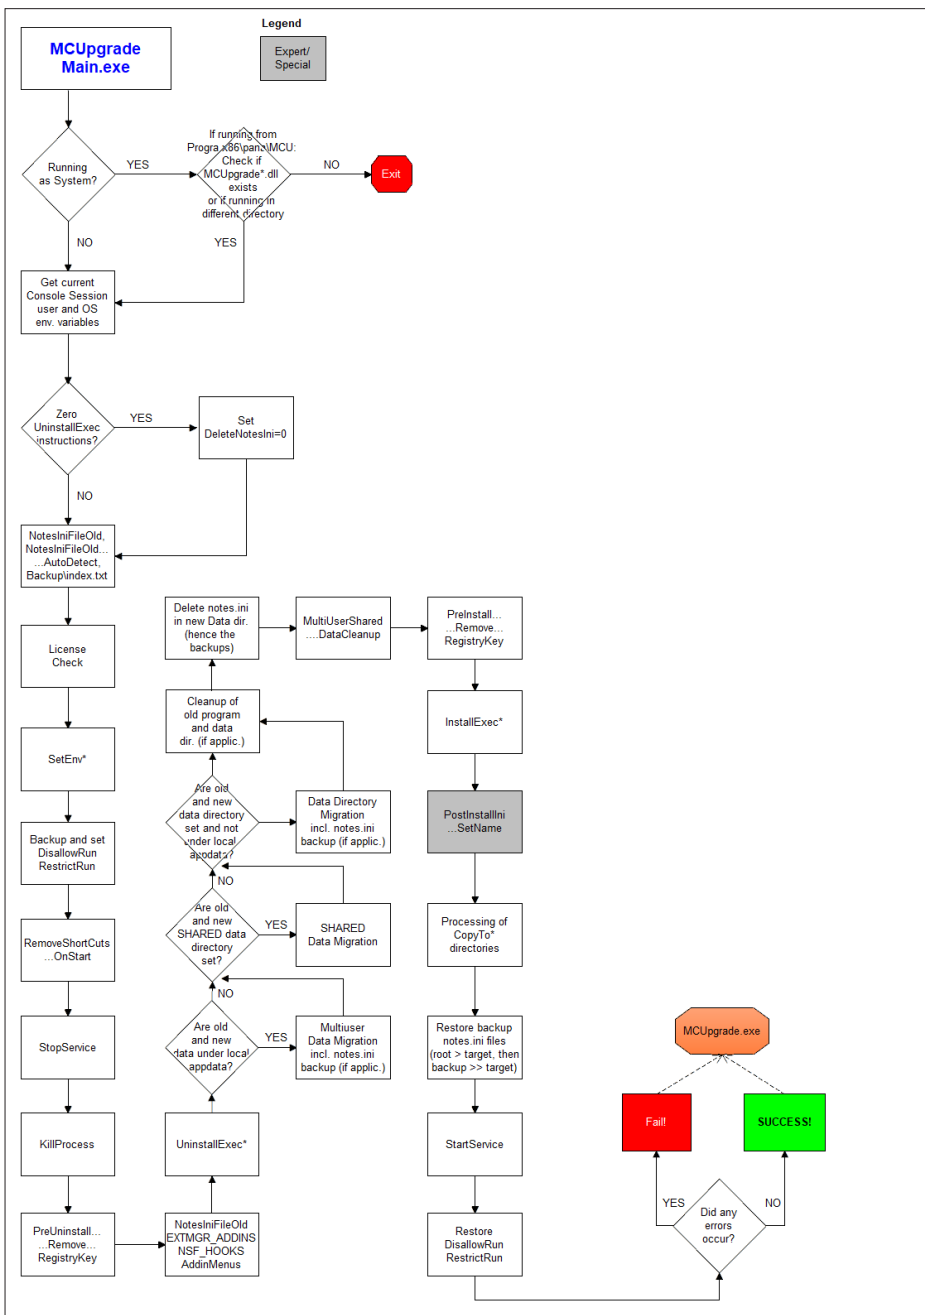 Legend
Expert/
Special
MCUpgrade
Main.exe
Running
as System?
YES
NO
If running from
Progra.x86\pana\MCU:
Check if
MCUpgrade*.dll
exists
or if running in
different directory
NO
Exit
YES
Get current
Console Session
user and OS
env. variables
Zero
UninstallExec
instructions?
YES
NO
Set
DeleteNotesIni=0
NotesIniFileOld,
NotesIniFileOld...
...AutoDetect,
Backup\index.txt
License
Check
SetEnv*
Backup and set
DisallowRun
RestrictRun
RemoveShortCuts
...OnStart
StopService
KillProcess
PreUninstall...
...Remove...
RegistryKey
NotesIniFileOld
EXTMGR_ADDINS
NSF_HOOKS
AddinMenus
UninstallExec*
Are old
and new
data under local
appdata?
YES
NO
Multiuser
Data Migration
incl. notes.ini
backup (if applic.)
Are old
and new
SHARED data
directory
set?
YES
NO
SHARED
Data Migration
Are old
and new
data directory
set and not
under local
appdata?
Data Directory
Migration
incl. notes.ini
backup (if applic.)
Cleanup of
old program
and data
dir. (if applic.)
Delete notes.ini
in new Data dir.
(hence the
backups)
MultiUserShared
....DataCleanup
PreInstall...
...Remove...
RegistryKey
InstallExec*
PostInstallIni
...SetName
Processing of
CopyTo*
directories
Restore backup
notes.ini files
(root > target, then
backup >> target)
StartService
Restore
DisallowRun
RestrictRun
Did any
errors
occur?
YES
NO
Fail!
SUCCESS!
MCUpgrade.exe